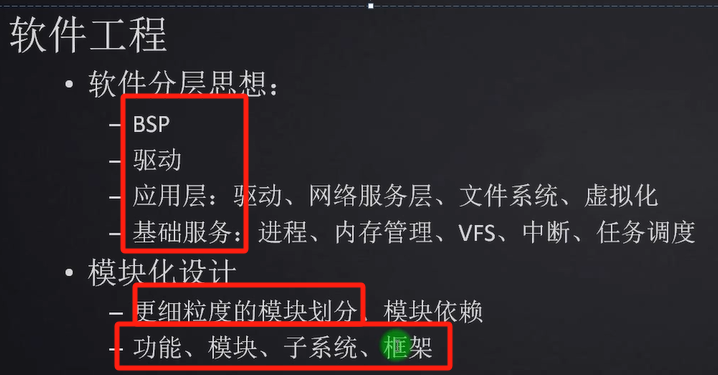 软件工程
• 软件分层思想：
– BSP
– 驱动
– 应用层：驱动、网络服务层、文件系统、虚拟化
– 基础服务：进程、内存管理、VFS、中断、任务调度
• 模块化设计
– 更细粒度的模块划分、模块依赖
– 功能、模块、子系统、框架